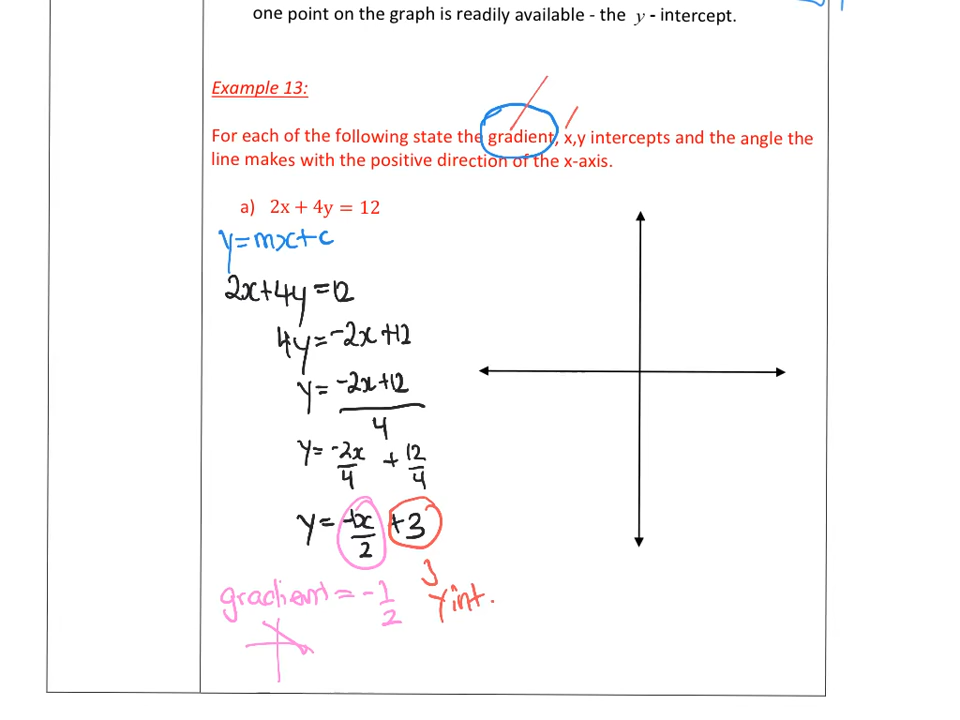 one point on the graph is readily available - the y - intercept.
Example 13:
For each of the following state the gradient, x,y intercepts and the angle the
line makes with the positive direction of the x-axis.
a) 2x + 4y = 12
y=mx+c
2x+4y=12
4y=-2x+12
y= -2x+12
4
y= -2x/4 + 12/4
y= -x/2 +3
gradient = -1/2
Yint.